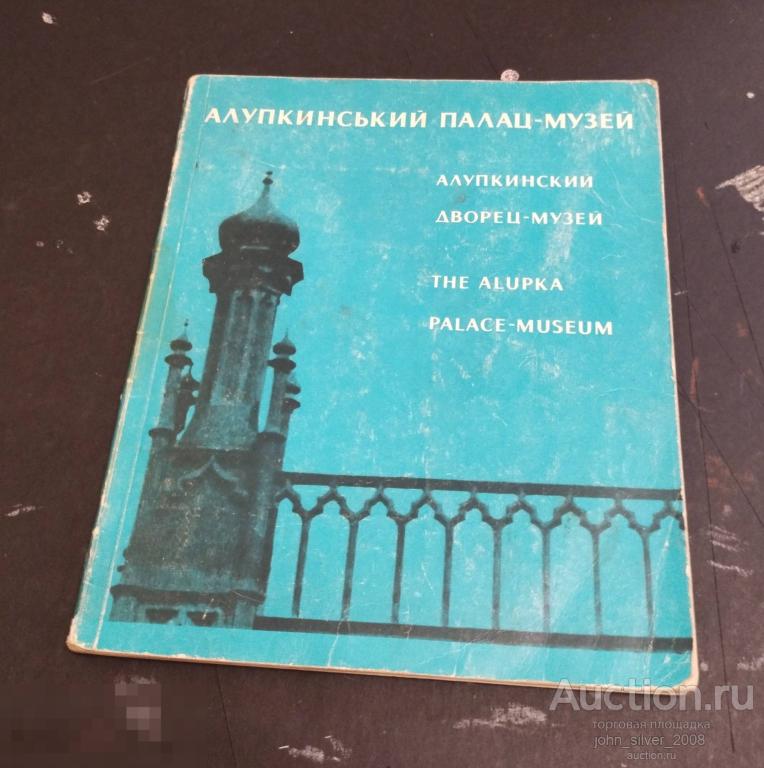 АЛУПКИНСЬКИЙ ПАЛАЦ-МУЗЕЙ
АЛУПКИНСКИЙ
ДВОРЕЦ-МУЗЕЙ
THE ALUPKA
PALACE-MUSEUM
Auction.ru
торговая площадка
john_silver_2008
auction.ru